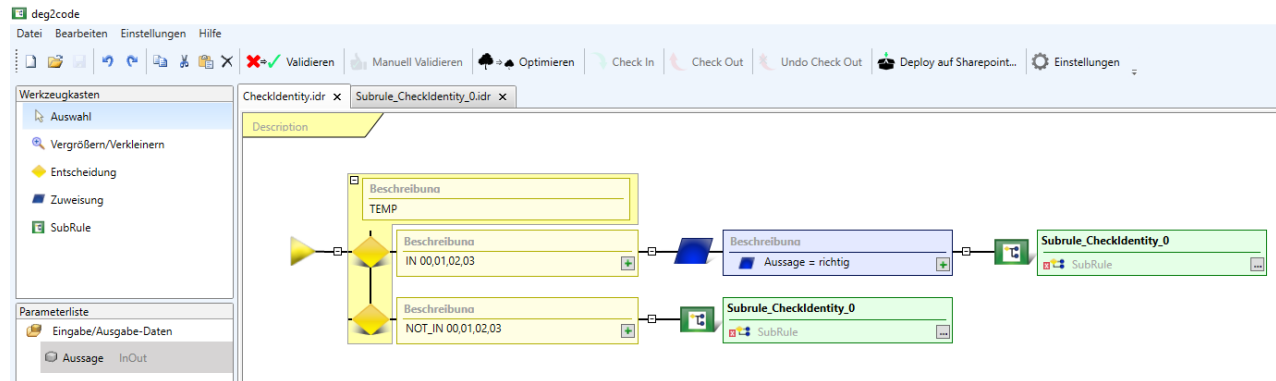 deg2code
Datei Bearbeiten Einstellungen Hilfe
Validieren Manuell Validieren Optimieren Check In Check Out Undo Check Out Deploy auf Sharepoint... Einstellungen
Werkzeugkasten
CheckIdentity.idr x Subrule_CheckIdentity_0.idr x
Auswahl
Description
Vergrößern/Verkleinern
Entscheidung
Zuweisung
SubRule
Beschreibung
TEMP
Beschreibung
IN 00,01,02,03
Beschreibung
Aussage = richtig
Subrule_CheckIdentity_0
SubRule
Beschreibung
NOT_IN 00,01,02,03
Subrule_CheckIdentity_0
SubRule
Parameterliste
Eingabe/Ausgabe-Daten
Aussage InOut